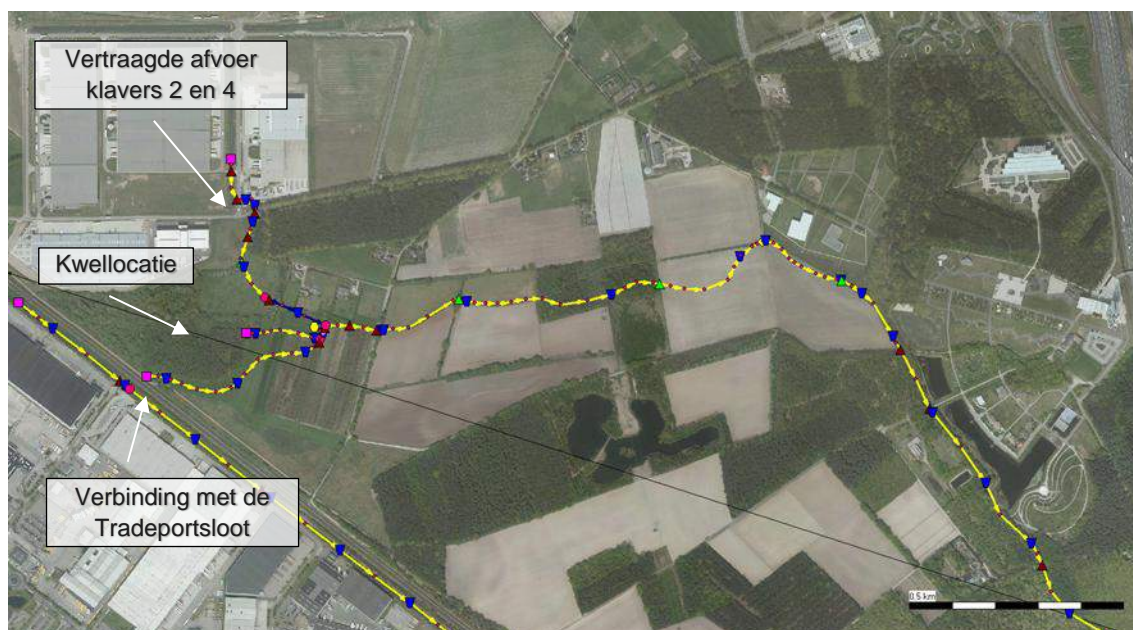 Vertraagde afvoer
klavers 2 en 4
Kwellocatie
Verbinding met de
Tradeportsloot
0.5 km